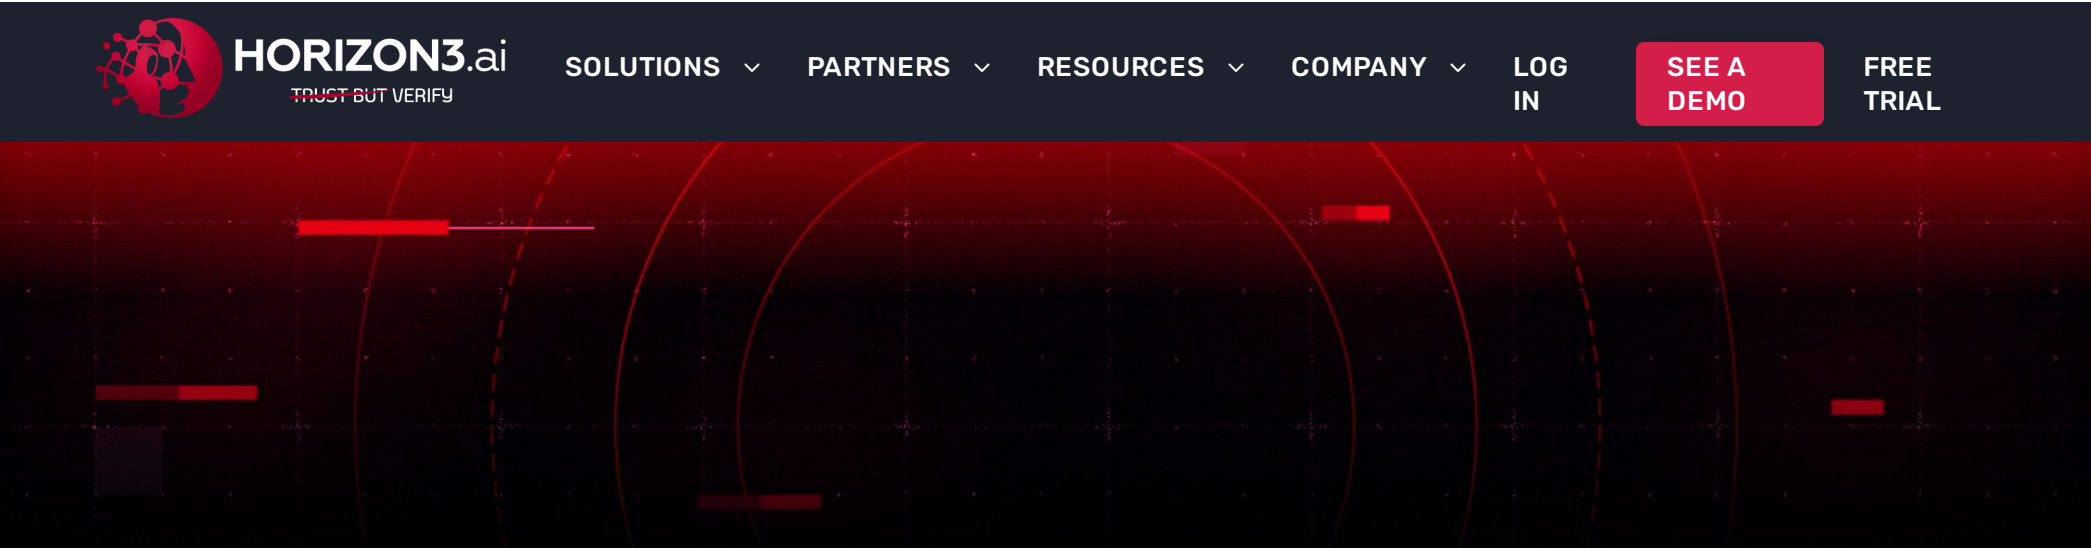 HORIZON3.ai
TRUST BUT VERIFY
SOLUTIONS
PARTNERS
RESOURCES
COMPANY
LOG
IN
SEE A
DEMO
FREE
TRIAL